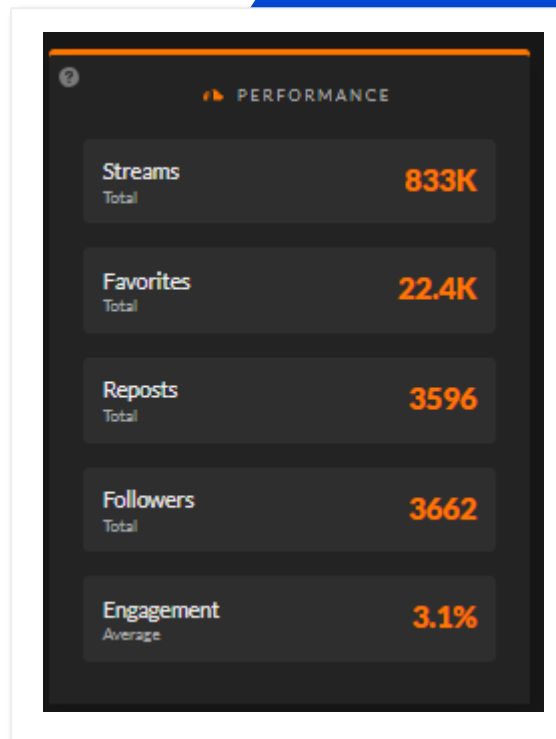 ?
PERFORMANCE
Streams
Total
833K
Favorites
Total
22.4K
Reposts
Total
3596
Followers
Total
3662
Engagement
Average
3.1%